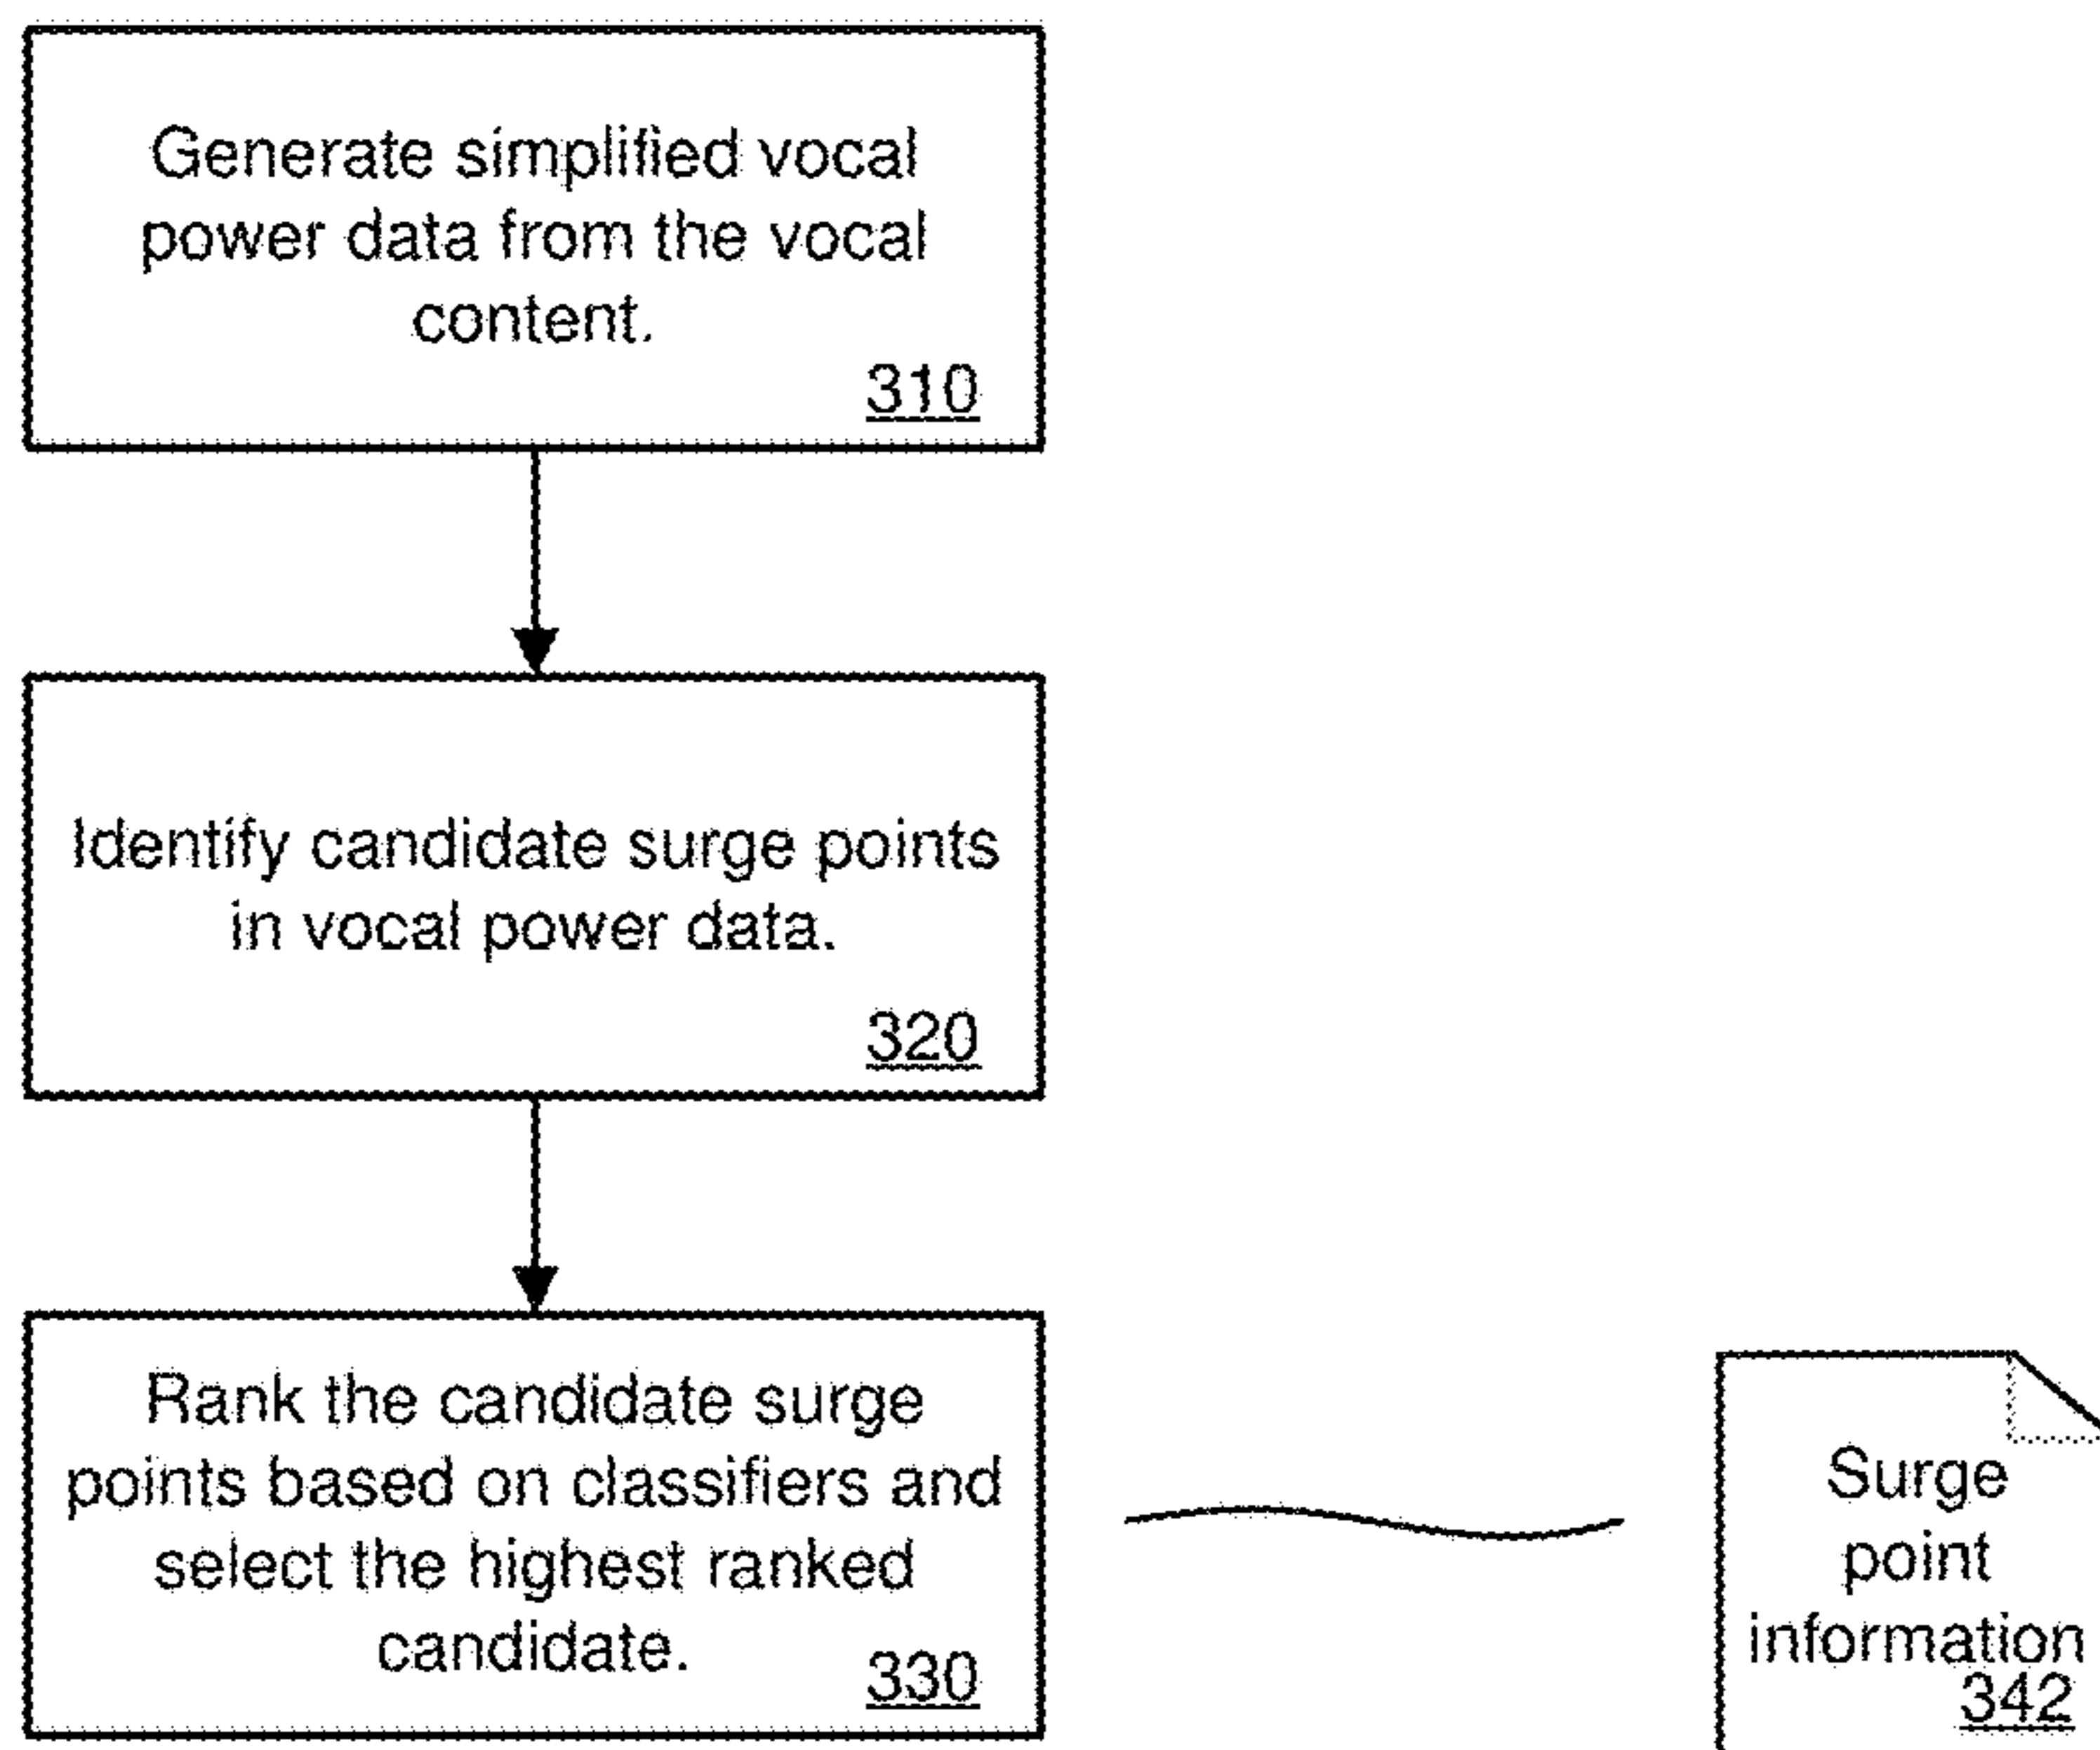 Generate simplified vocal
power data from the vocal
content.
310
Identify candidate surge points
in vocal power data.
320
Rank the candidate surge
points based on classifiers and
select the highest ranked
candidate.
330
Surge
point
information
342